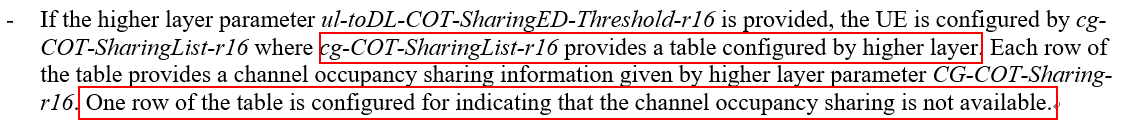 - If the higher layer parameter ul-toDL-COT-SharingED-Threshold-r16 is provided, the UE is configured by cg-
COT-SharingList-r16 where cg-COT-SharingList-r16 provides a table configured by higher layer. Each row of
the table provides a channel occupancy sharing information given by higher layer parameter CG-COT-Sharing-
r16. One row of the table is configured for indicating that the channel occupancy sharing is not available.